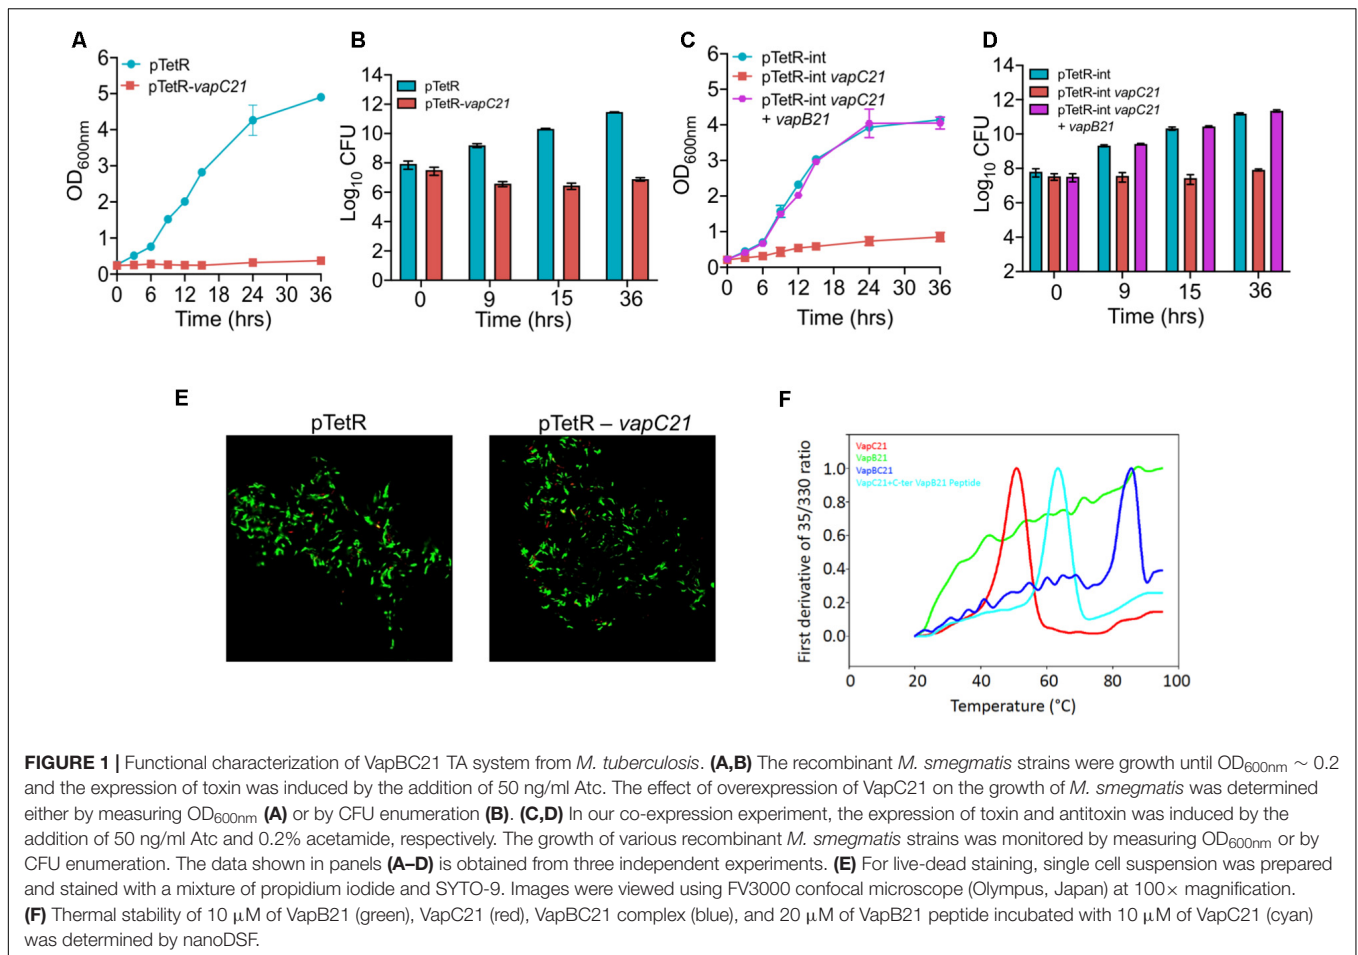 A
6
5
4
3
2
1
0
OD600nm
pTetR
pTetR-vapC21
0 6 12 18 24 30 36
Time (hrs)
B
14
12
10
8
6
4
2
0
Log10 CFU
pTetR
pTetR-vapC21
0 9 15 36
Time (hrs)
C
6
5
4
3
2
1
0
OD600nm
pTetR-int
pTetR-int vapC21
pTetR-int vapC21
+ vapB21
0 6 12 18 24 30 36
Time (hrs)
D
14
12
10
8
6
4
2
Log10 CFU
pTetR-int
pTetR-int vapC21
pTetR-int vapC21
+ vapB21
0 9 15 36
Time (hrs)
E
pTetR
pTetR – vapC21
F
First derivative of 35/330 ratio
VapC21
VapB21
VapBC21
VapC21+C-ter VapB21 Peptide
1.0
0.8
0.6
0.4
0.2
0.0
0 20 40 60 80 100
Temperature (°C)
FIGURE 1 | Functional characterization of VapBC21 TA system from M. tuberculosis. (A,B) The recombinant M. smegmatis strains were growth until OD600nm ∼ 0.2
and the expression of toxin was induced by the addition of 50 ng/ml Atc. The effect of overexpression of VapC21 on the growth of M. smegmatis was determined
either by measuring OD600nm (A) or by CFU enumeration (B). (C,D) In our co-expression experiment, the expression of toxin and antitoxin was induced by the
addition of 50 ng/ml Atc and 0.2% acetamide, respectively. The growth of various recombinant M. smegmatis strains was monitored by measuring OD600nm or by
CFU enumeration. The data shown in panels (A–D) is obtained from three independent experiments. (E) For live-dead staining, single cell suspension was prepared
and stained with a mixture of propidium iodide and SYTO-9. Images were viewed using FV3000 confocal microscope (Olympus, Japan) at 100× magnification.
(F) Thermal stability of 10 μM of VapB21 (green), VapC21 (red), VapBC21 complex (blue), and 20 μM of VapB21 peptide incubated with 10 μM of VapC21 (cyan)
was determined by nanoDSF.